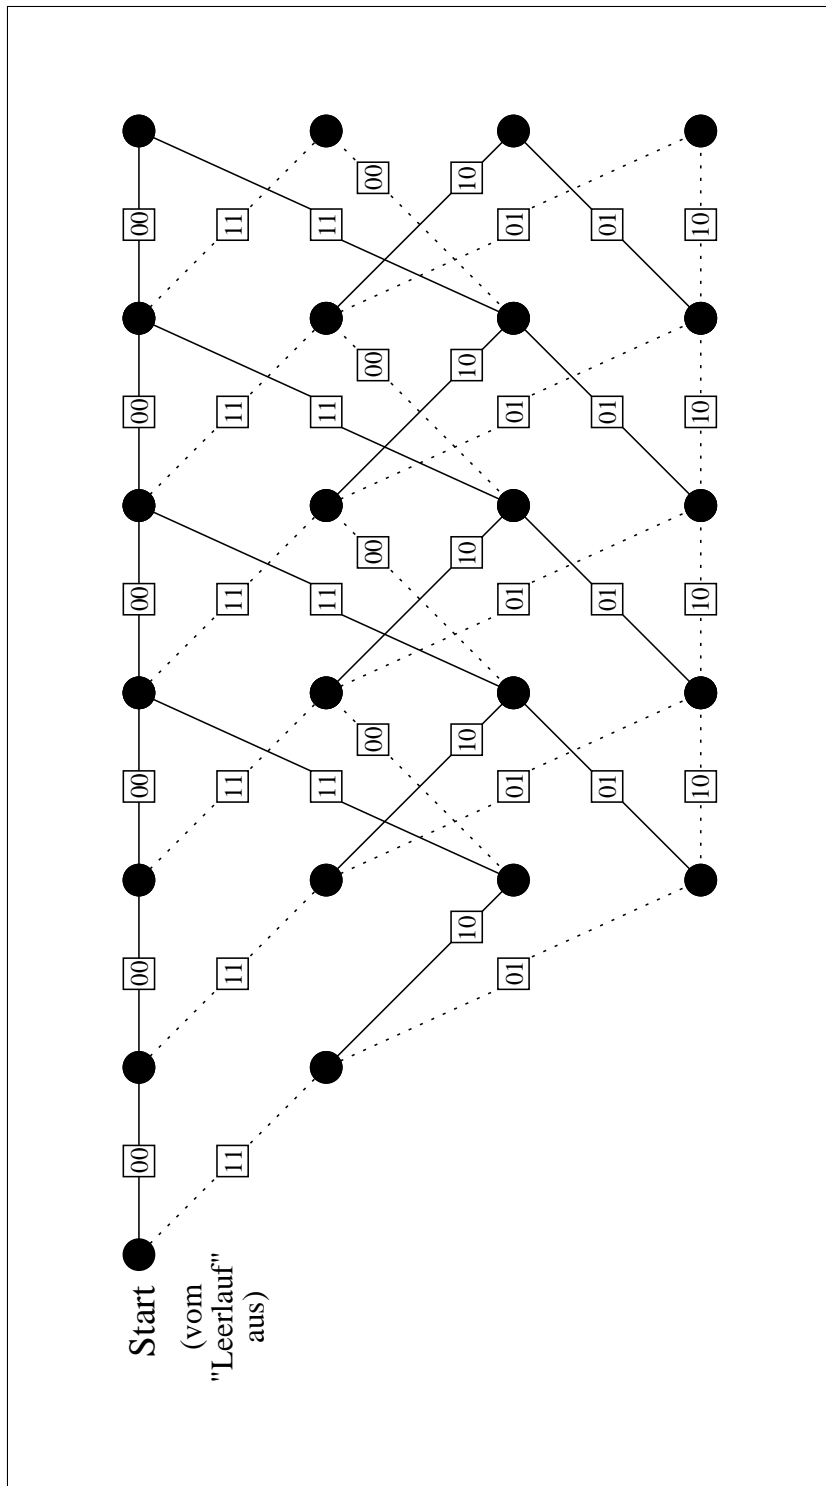 Start 00 00 00 00 00 00
(vom
"Leerlauf"
aus)
11 11 11 11 11 11
11 11 11 11
00 00 00 00
10 10 10 10 10
01 01 01 01 01
01 01 01 01
10 10 10 10